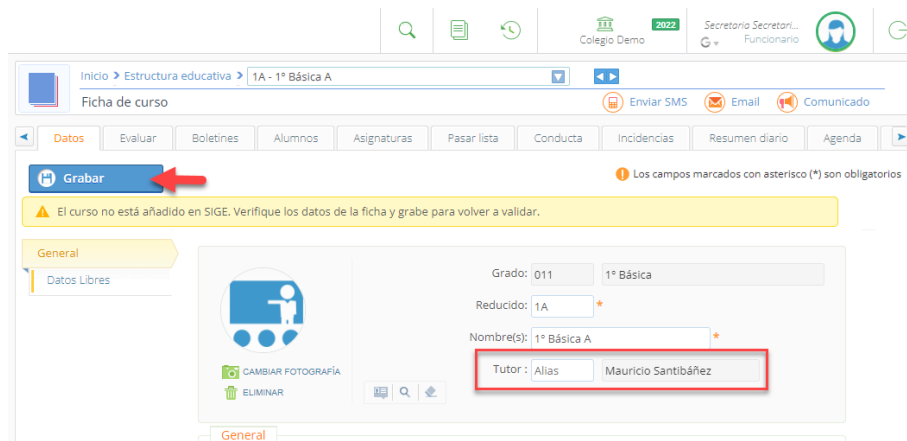 2022 Secretaria Secretari...
Colegio Demo G Funcionario
Inicio > Estructura educativa > 1A - 1º Básica A
Ficha de curso Enviar SMS Email Comunicado
Datos Evaluar Boletines Alumnos Asignaturas Pasar lista Conducta Incidencias Resumen diario Agenda
Grabar Los campos marcados con asterisco (*) son obligatorios
El curso no está añadido en SIGE. Verifique los datos de la ficha y grabe para volver a validar.
General
Datos Libres
Grado: 011 1º Básica
Reducido: 1A *
Nombre(s): 1º Básica A *
Tutor : Alias Mauricio Santibáñez
CAMBIAR FOTOGRAFÍA
ELIMINAR
General